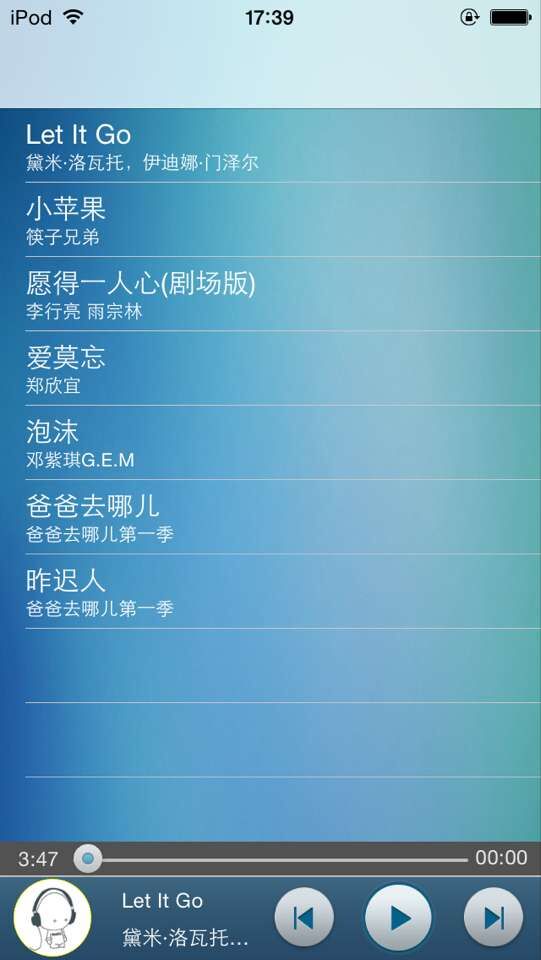 iPod
17:39
Let It Go
黛米·洛瓦托，伊迪娜·门泽尔
小苹果
筷子兄弟
愿得一人心(剧场版)
李行亮 雨宗林
爱莫忘
郑欣宜
泡沫
邓紫琪G.E.M
爸爸去哪儿
爸爸去哪儿第一季
昨迟人
爸爸去哪儿第一季
3:47
00:00
Let It Go
黛米·洛瓦托...